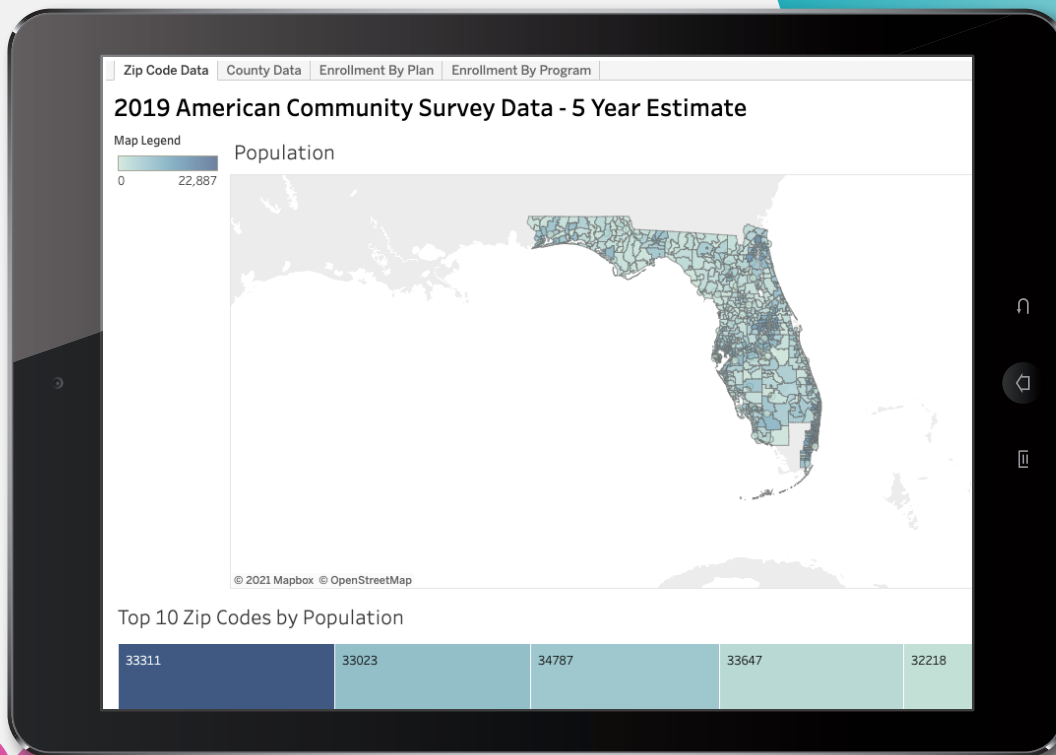 Zip Code Data County Data Enrollment By Plan Enrollment By Program
2019 American Community Survey Data - 5 Year Estimate
Map Legend
0 22,887
Population
© 2021 Mapbox © OpenStreetMap
Top 10 Zip Codes by Population
33311 33023 34787 33647 32218